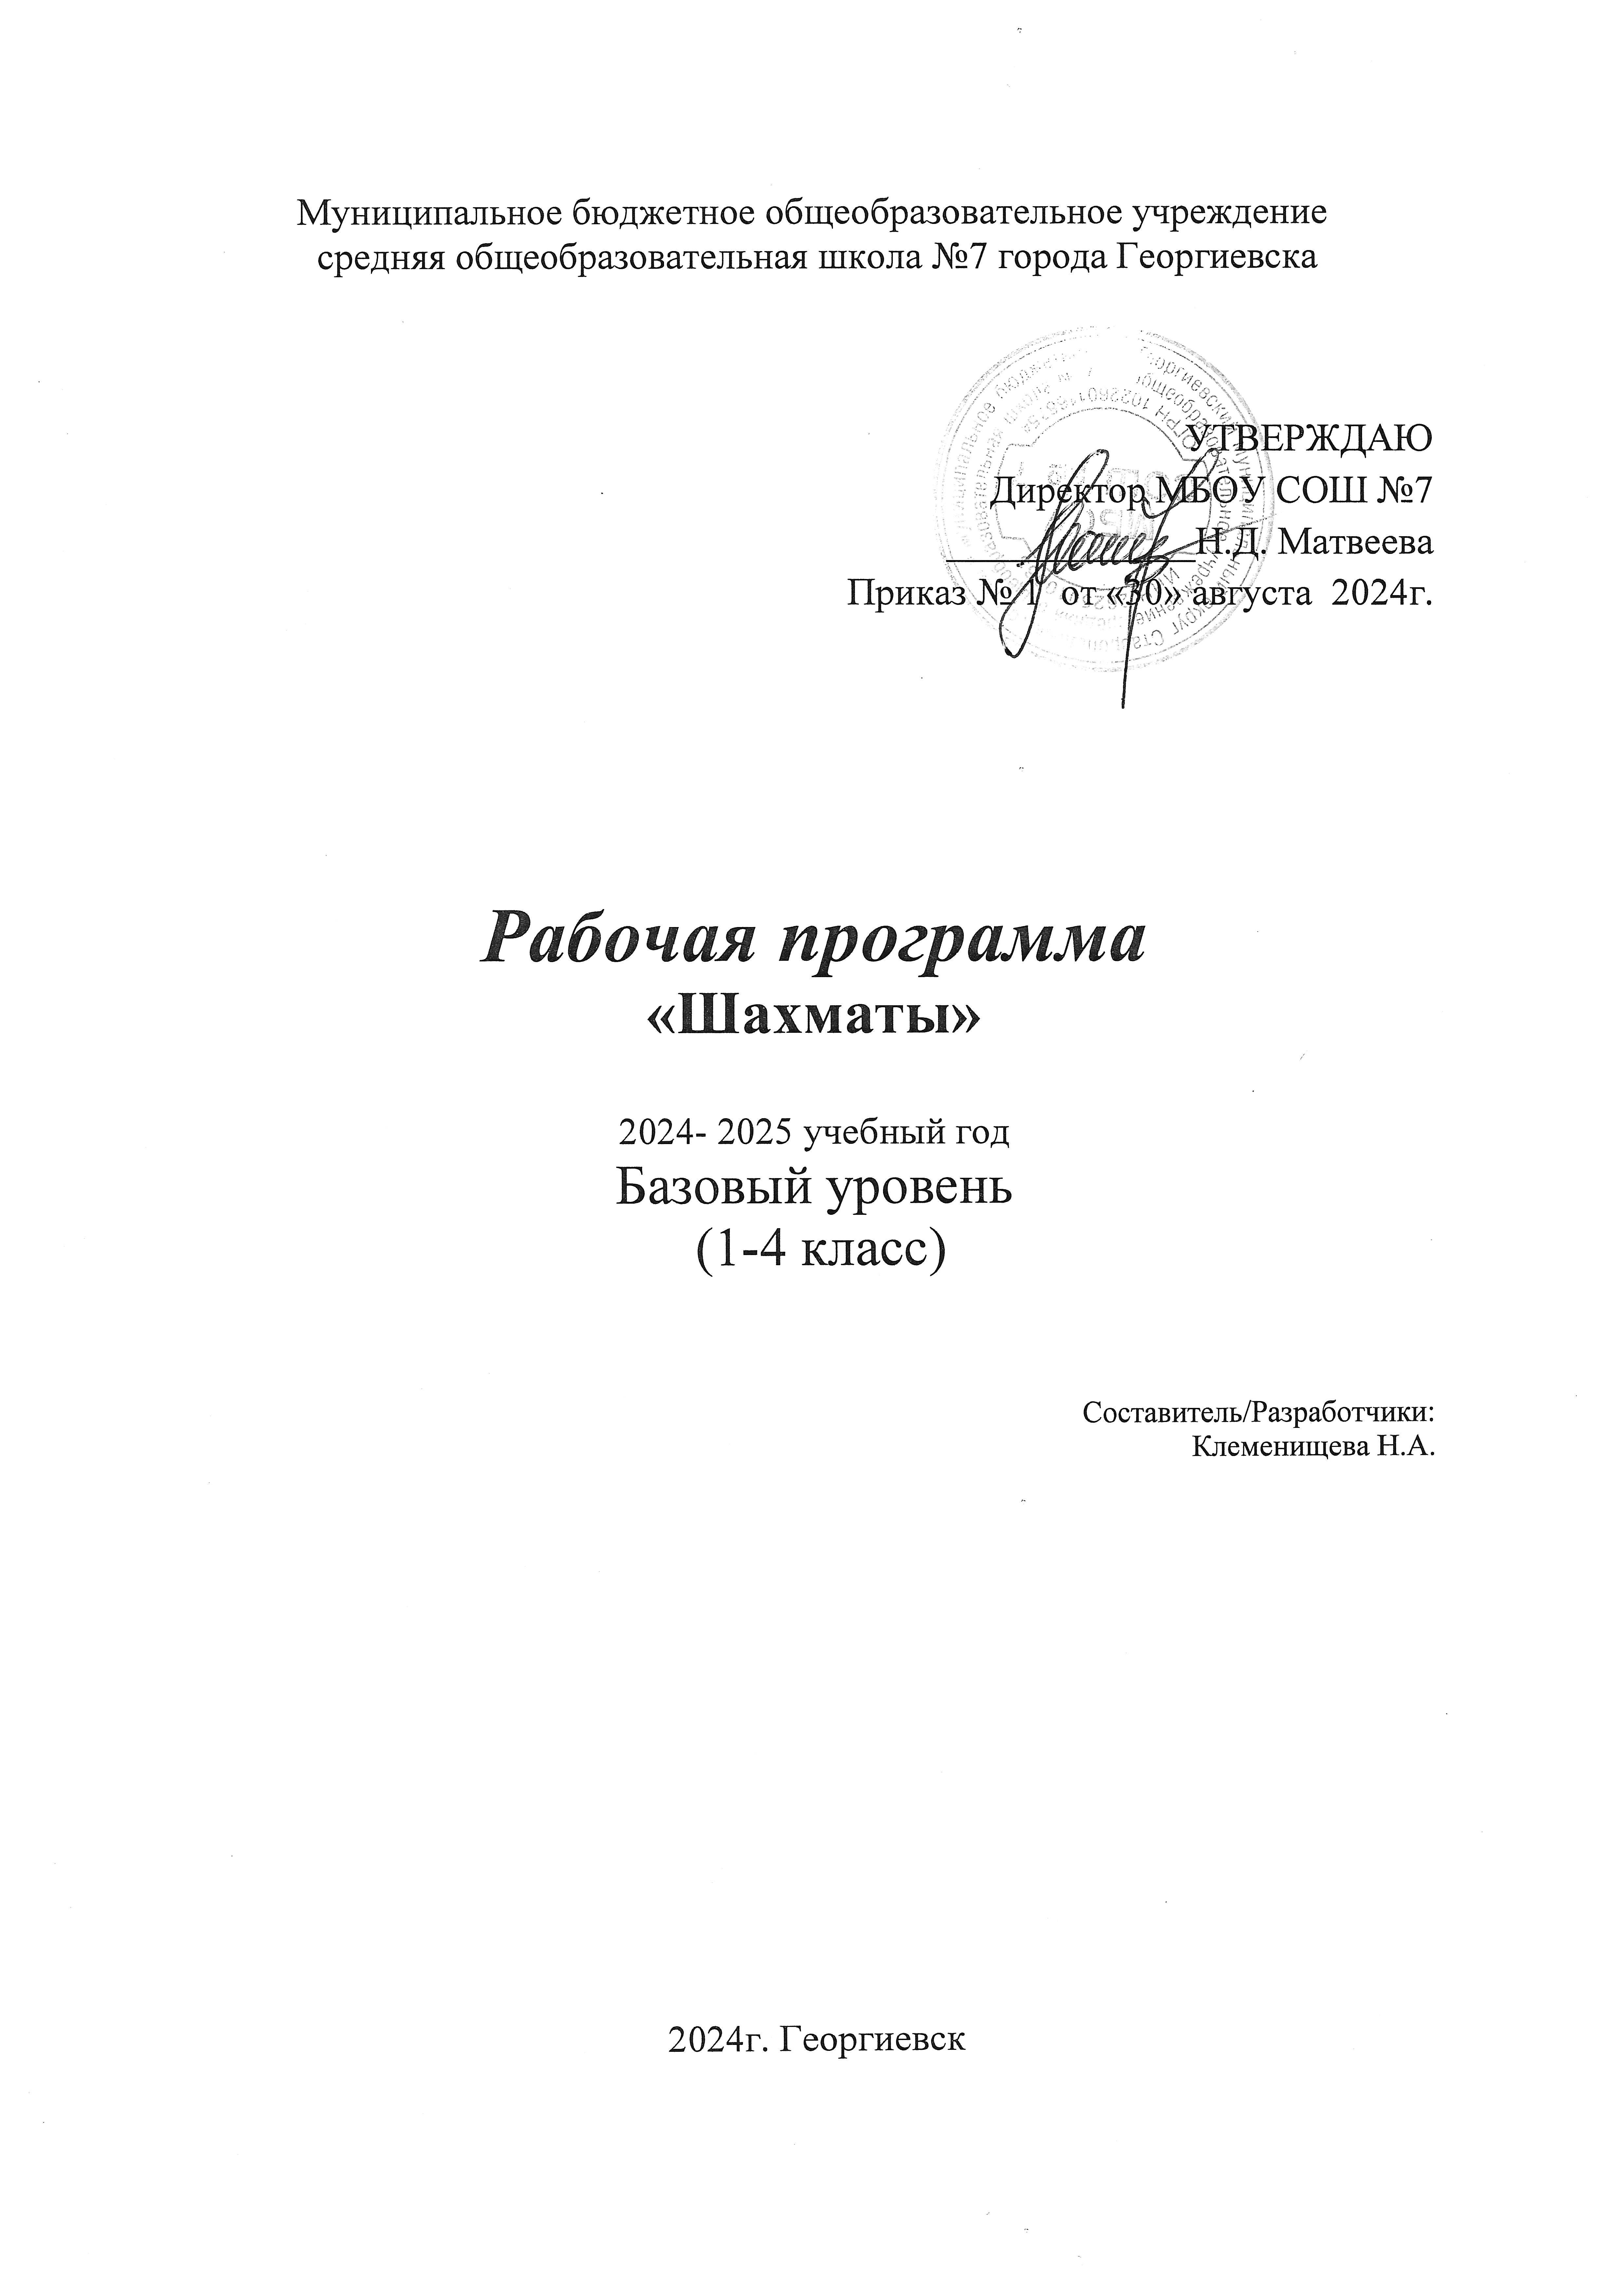 Муниципальное бюджетное общеобразовательное учреждение
средняя общеобразовательная школа №7 города Георгиевска
УТВЕРЖДАЮ
Директор МБОУ СОШ №7
Н.Д. Матвеева
Приказ № 1 от «30» августа 2024г.
Рабочая программа
«Шахматы»
2024- 2025 учебный год
Базовый уровень
(1-4 класс)
Составитель/Разработчики:
Клеменищева Н.А.
2024г. Георгиевск